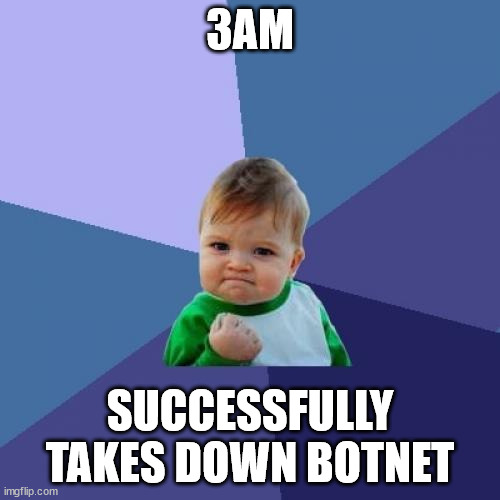 3AM
SUCCESSFULLY
TAKES DOWN BOTNET
imgflip.com